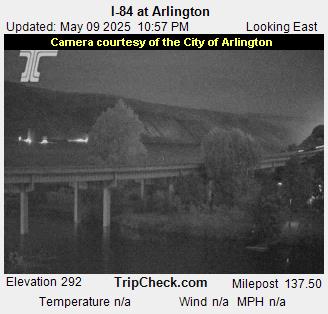 I-84 at Arlington
Updated: May 09 2025 10:57 PM Looking East
Camera courtesy of the City of Arlington
Elevation 292 TripCheck.com Milepost 137.50
Temperature n/a Wind n/a MPH n/a